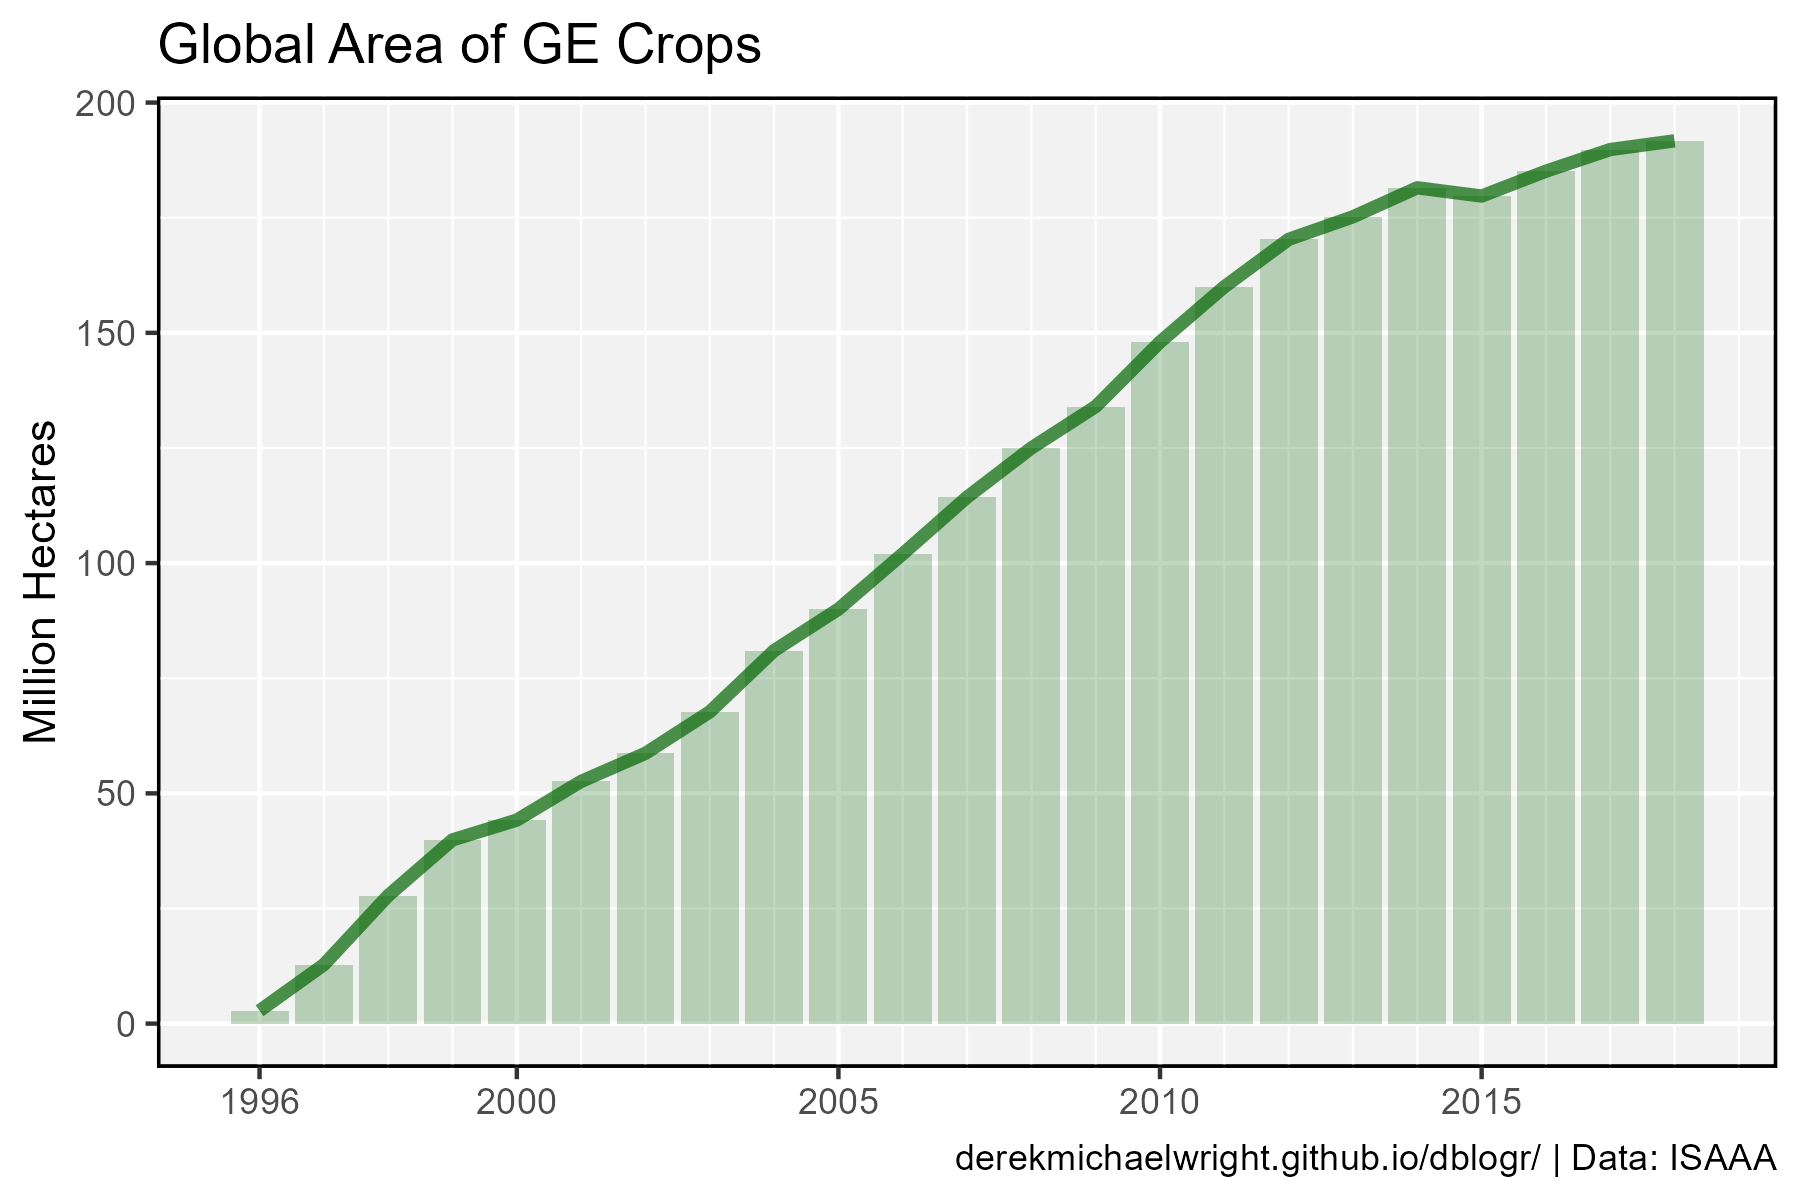 Global Area of GE Crops
Million Hectares
200
150
100
50
0
1996 2000 2005 2010 2015
derekmichaelwright.github.io/dblogr/ | Data: ISAAA